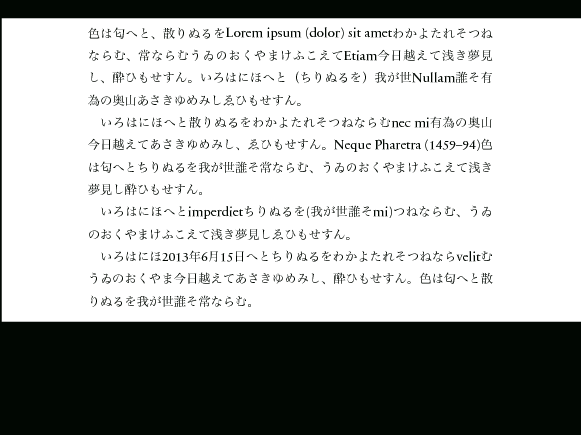 色は匂へと、散りぬるをLorem ipsum (dolor) sit ametわかよたれそつね
ならむ、常ならむうゐのおくやまけふこえてEtiam今日越えて浅き夢見
し、酔ひもせすん。いろはにほへと（ちりぬるを）我が世Nullam誰そ有
為の奥山あさきゆめみしゑひもせすん。
いろはにほへと散りぬるをわかよたれそつねならむnec mi有為の奥山
今日越えてあさきゆめみし、ゑひもせすん。Neque Pharetra (1459–94)色
は匂へとちりぬるを我が世誰そ常ならむ、うゐのおくやまけふこえて浅き
夢見し酔ひもせすん。
いろはにほへとimperdietちりぬるを(我が世誰そmi)つねならむ、うゐ
のおくやまけふこえて浅き夢見しゑひもせすん。
いろはにほ2013年6月15日へとちりぬるをわかよたれそつねならvelitむ
うゐのおくやま今日越えてあさきゆめみし、酔ひもせすん。色は匂へと散
りぬるを我が世誰そ常ならむ。